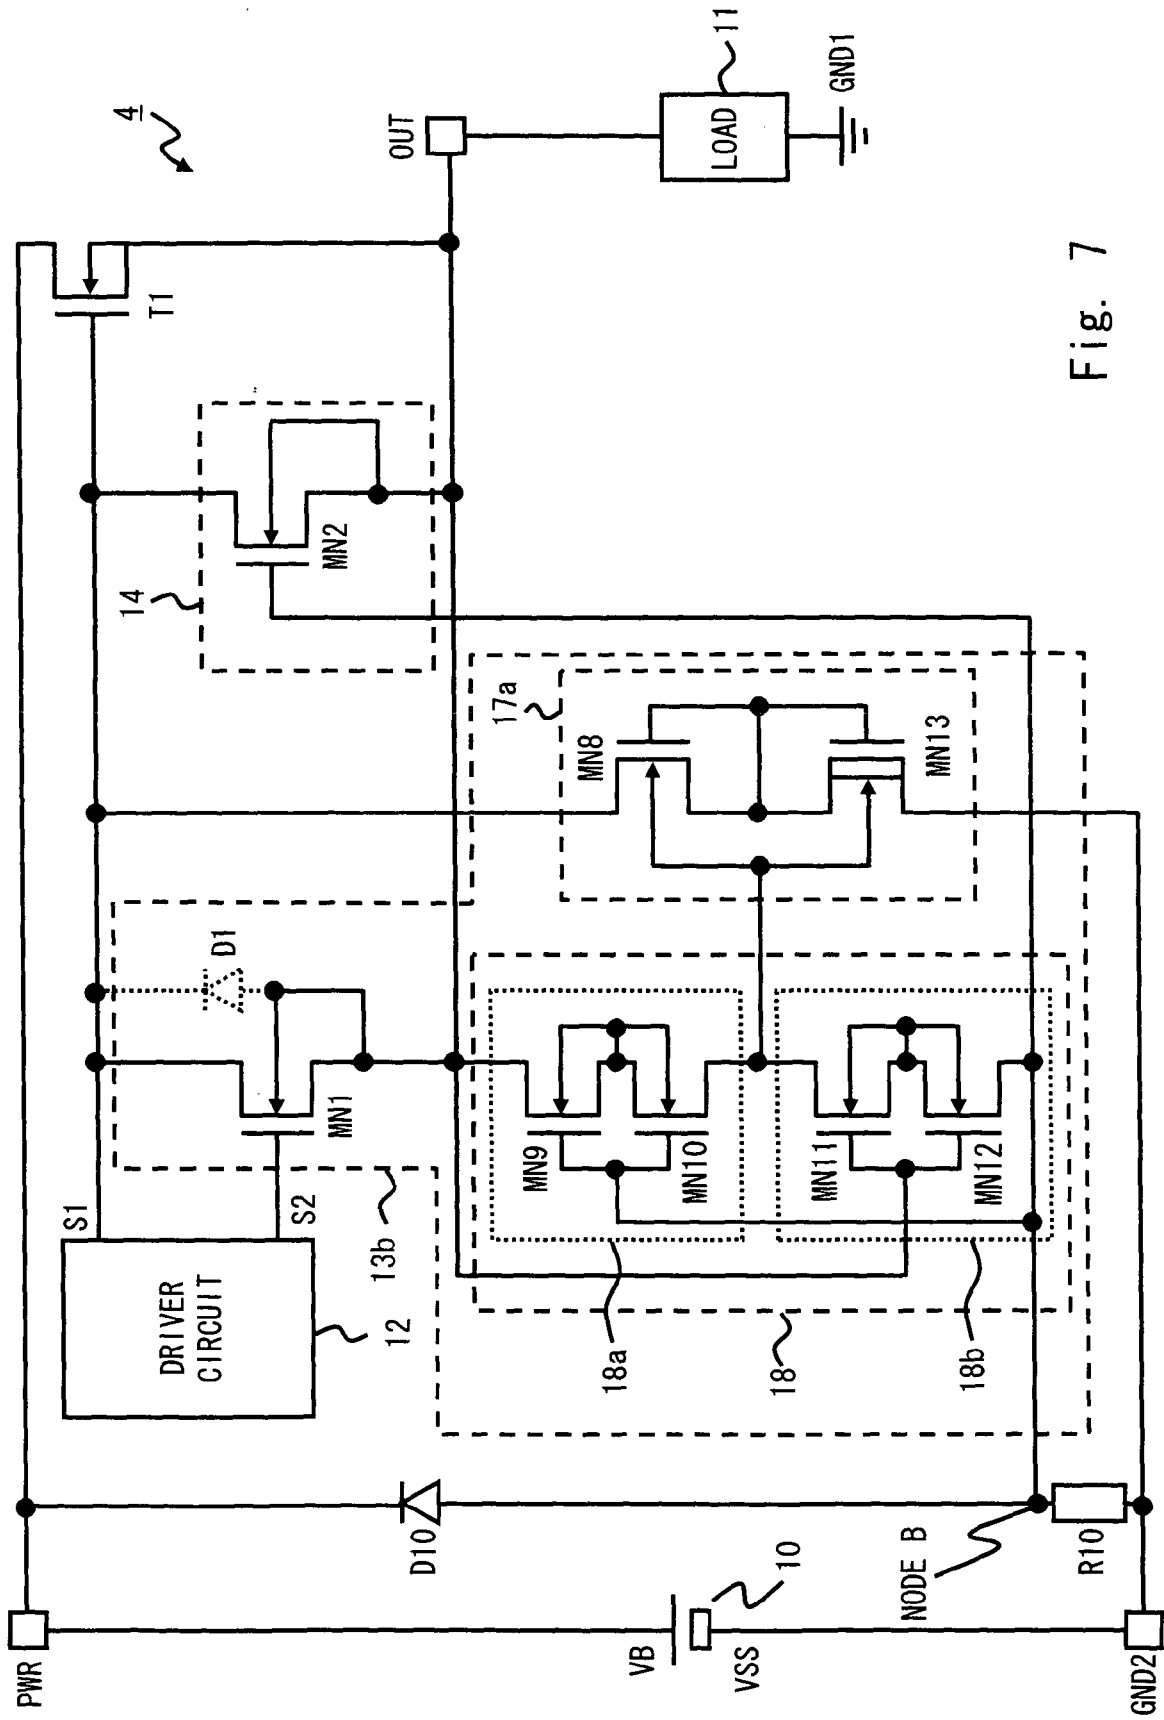 4
PWR
VB
VSS
10
GND2
D10
NODE B
R10
DRIVER
CIRCUIT
12
S1
S2
13b
MN1
D1
18
18a
18b
MN9
MN10
MN11
MN12
17a
MN8
MN13
14
MN2
T1
OUT
LOAD
11
GND1
Fig. 7